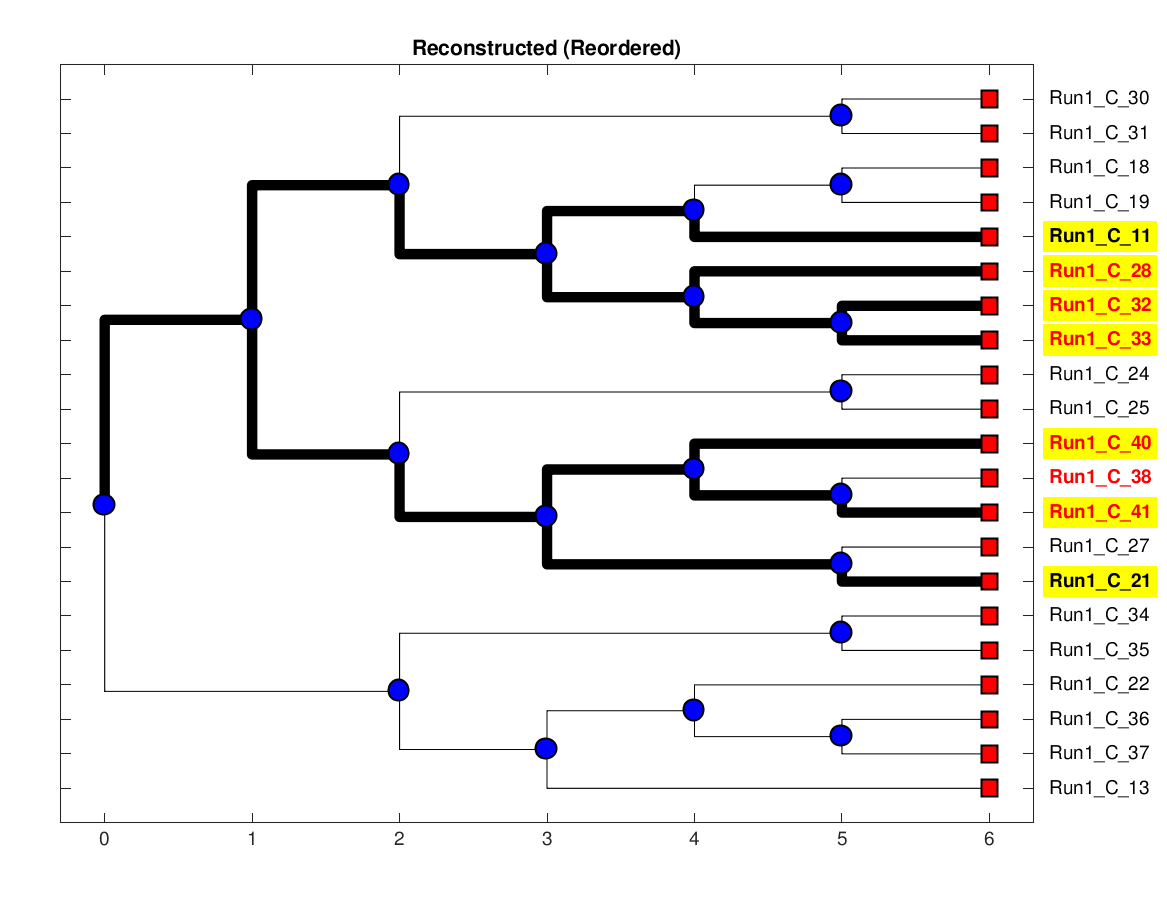 Reconstructed (Reordered)
Run1_C_30
Run1_C_31
Run1_C_18
Run1_C_19
Run1_C_11
Run1_C_28
Run1_C_32
Run1_C_33
Run1_C_24
Run1_C_25
Run1_C_40
Run1_C_38
Run1_C_41
Run1_C_27
Run1_C_21
Run1_C_34
Run1_C_35
Run1_C_22
Run1_C_36
Run1_C_37
Run1_C_13
0 1 2 3 4 5 6